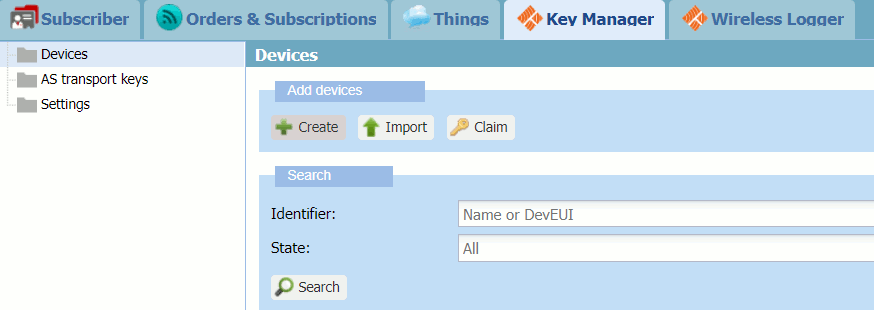 Subscriber Orders & Subscriptions Things Key Manager Wireless Logger
Devices
AS transport keys
Settings
Devices
Add devices
Create Import Claim
Search
Identifier: Name or DevEUI
State: All
Search